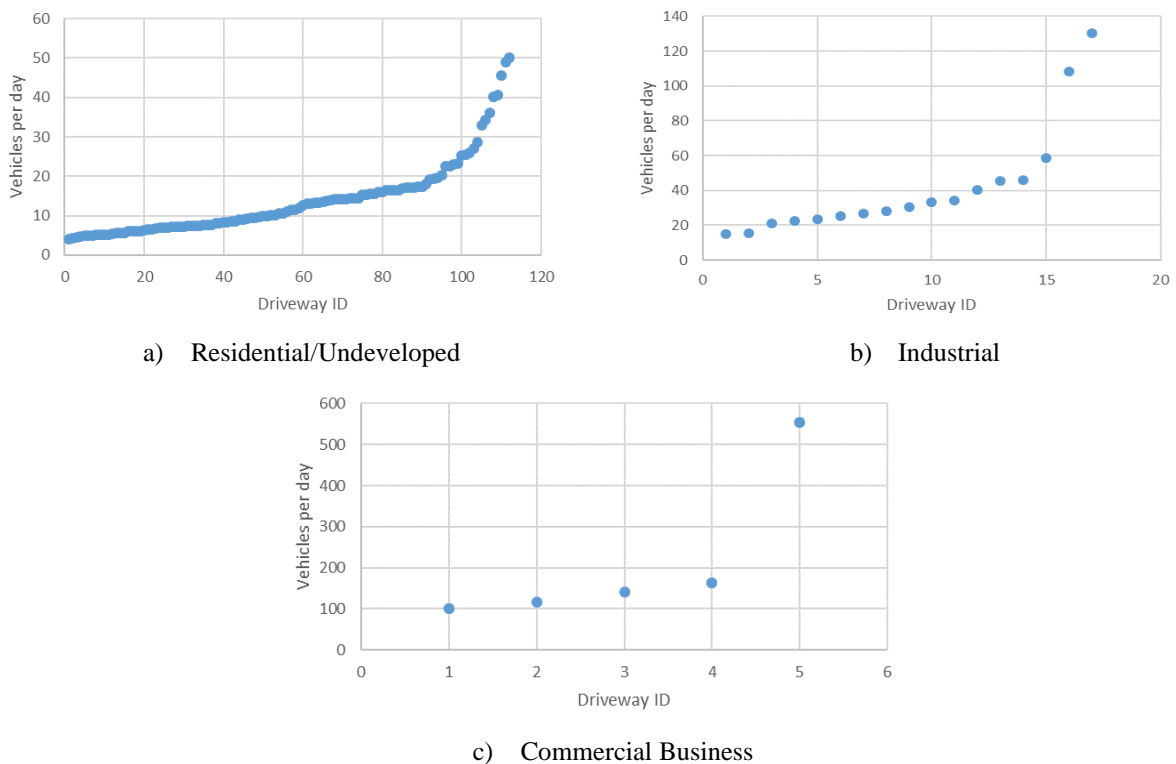 60
50
40
30
20
10
0
Vehicles per day
0 20 40 60 80 100 120
Driveway ID
a) Residential/Undeveloped
140
120
100
80
60
40
20
0
Vehicles per day
0 5 10 15 20
Driveway ID
b) Industrial
600
500
400
300
200
100
0
Vehicles per day
0 1 2 3 4 5 6
Driveway ID
c) Commercial Business